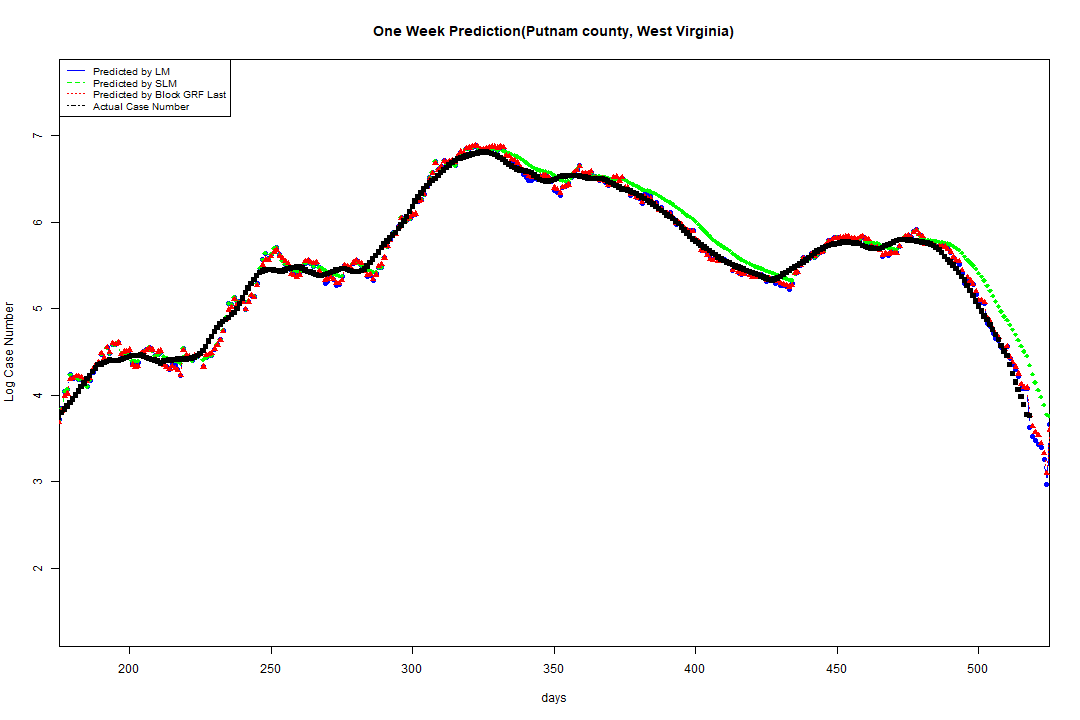 One Week Prediction(Putnam county, West Virginia)
Predicted by LM
Predicted by SLM
Predicted by Block GRF Last
Actual Case Number
7
6
5
4
3
2
Log Case Number
200 250 300 350 400 450 500
days